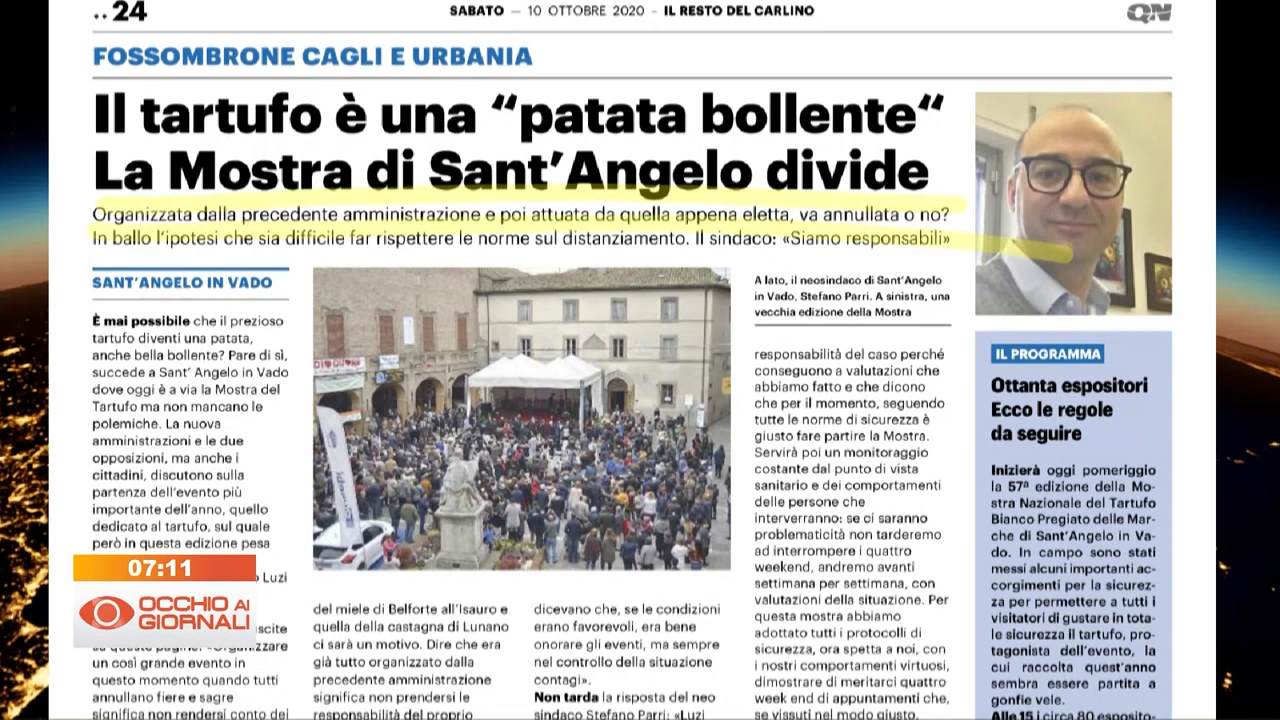 ..24
SABATO — 10 OTTOBRE 2020 – IL RESTO DEL CARLINO
QN
FOSSOMBRONE CAGLI E URBANIA
Il tartufo è una “patata bollente“
La Mostra di Sant’Angelo divide
Organizzata dalla precedente amministrazione e poi attuata da quella appena eletta, va annullata o no?
In ballo l’ipotesi che sia difficile far rispettere le norme sul distanziamento. Il sindaco: «Siamo responsabili»
SANT’ANGELO IN VADO
È mai possibile che il prezioso
tartufo diventi una patata,
anche bella bollente? Pare di sì,
succede a Sant’ Angelo in Vado
dove oggi è a via la Mostra del
Tartufo ma non mancano le
polemiche. La nuova
amministrazioni e le due
opposizioni, ma anche i
cittadini, discutono sulla
partenza dell’evento più
importante dell’anno, quello
dedicato al tartufo, sul quale
però in questa edizione pesa
Luzi
un così grande evento in
questo momento quando tutti
annullano fiere e sagre
significa non rendersi conto dei
del miele di Belforte all’Isauro e
quella della castagna di Lunano
ci sarà un motivo. Dire che era
già tutto organizzato dalla
precedente amministrazione
significa non prendersi le
responsabilità del proprio
dicevano che, se le condizioni
erano favorevoli, era bene
onorare gli eventi, ma sempre
nel controllo della situazione
contagi».
Non tarda la risposta del neo
sindaco Stefano Parri: «Luzi
A lato, il neosindaco di Sant’Angelo
in Vado, Stefano Parri. A sinistra, una
vecchia edizione della Mostra
responsabilità del caso perché
conseguono a valutazioni che
abbiamo fatto e che dicono
che per il momento, seguendo
tutte le norme di sicurezza è
giusto fare partire la Mostra.
Servirà poi un monitoraggio
costante dal punto di vista
sanitario e dei comportamenti
delle persone che
interverranno: se ci saranno
problematicità non tarderemo
ad interrompere i quattro
weekend, andremo avanti
settimana per settimana, con
valutazioni della situazione. Per
questa mostra abbiamo
adottato tutti i protocolli di
sicurezza, ora spetta a noi, con
i nostri comportamenti virtuosi,
dimostrare di meritarci quattro
week end di appuntamenti che,
se vissuti nel modo giusto,
IL PROGRAMMA
Ottanta espositori
Ecco le regole
da seguire
Inizierà oggi pomeriggio
la 57ª edizione della Mo-
stra Nazionale del Tartufo
Bianco Pregiato delle Mar-
che di Sant’Angelo in Va-
do. In campo sono stati
messi alcuni importanti ac-
corgimenti per la sicurez-
za per permettere a tutti i
visitatori di gustare in tota-
le sicurezza il tartufo, pro-
tagonista dell’evento, la
cui raccolta quest’anno
sembra essere partita a
gonfie vele.
Alle 15 i circa 80 esposito-
07:11
OCCHIO AI
GIORNALI